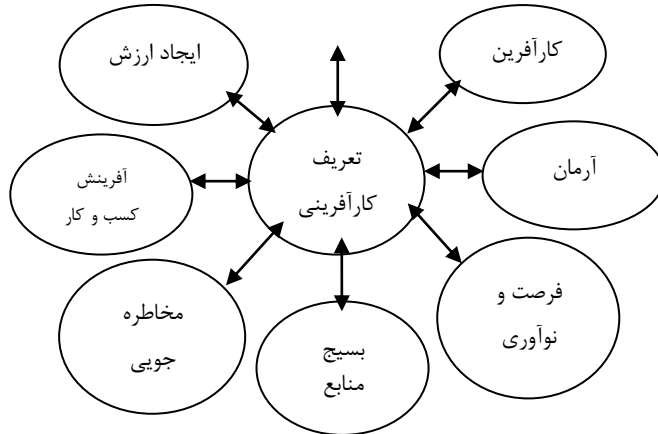 ایجاد ارزش
کارآفرین
تعریف
کارآفرینی
آرمان
آفرینش
کسب و کار
فرصت و
نوآوری
مخاطره
جویی
بسیج
منابع